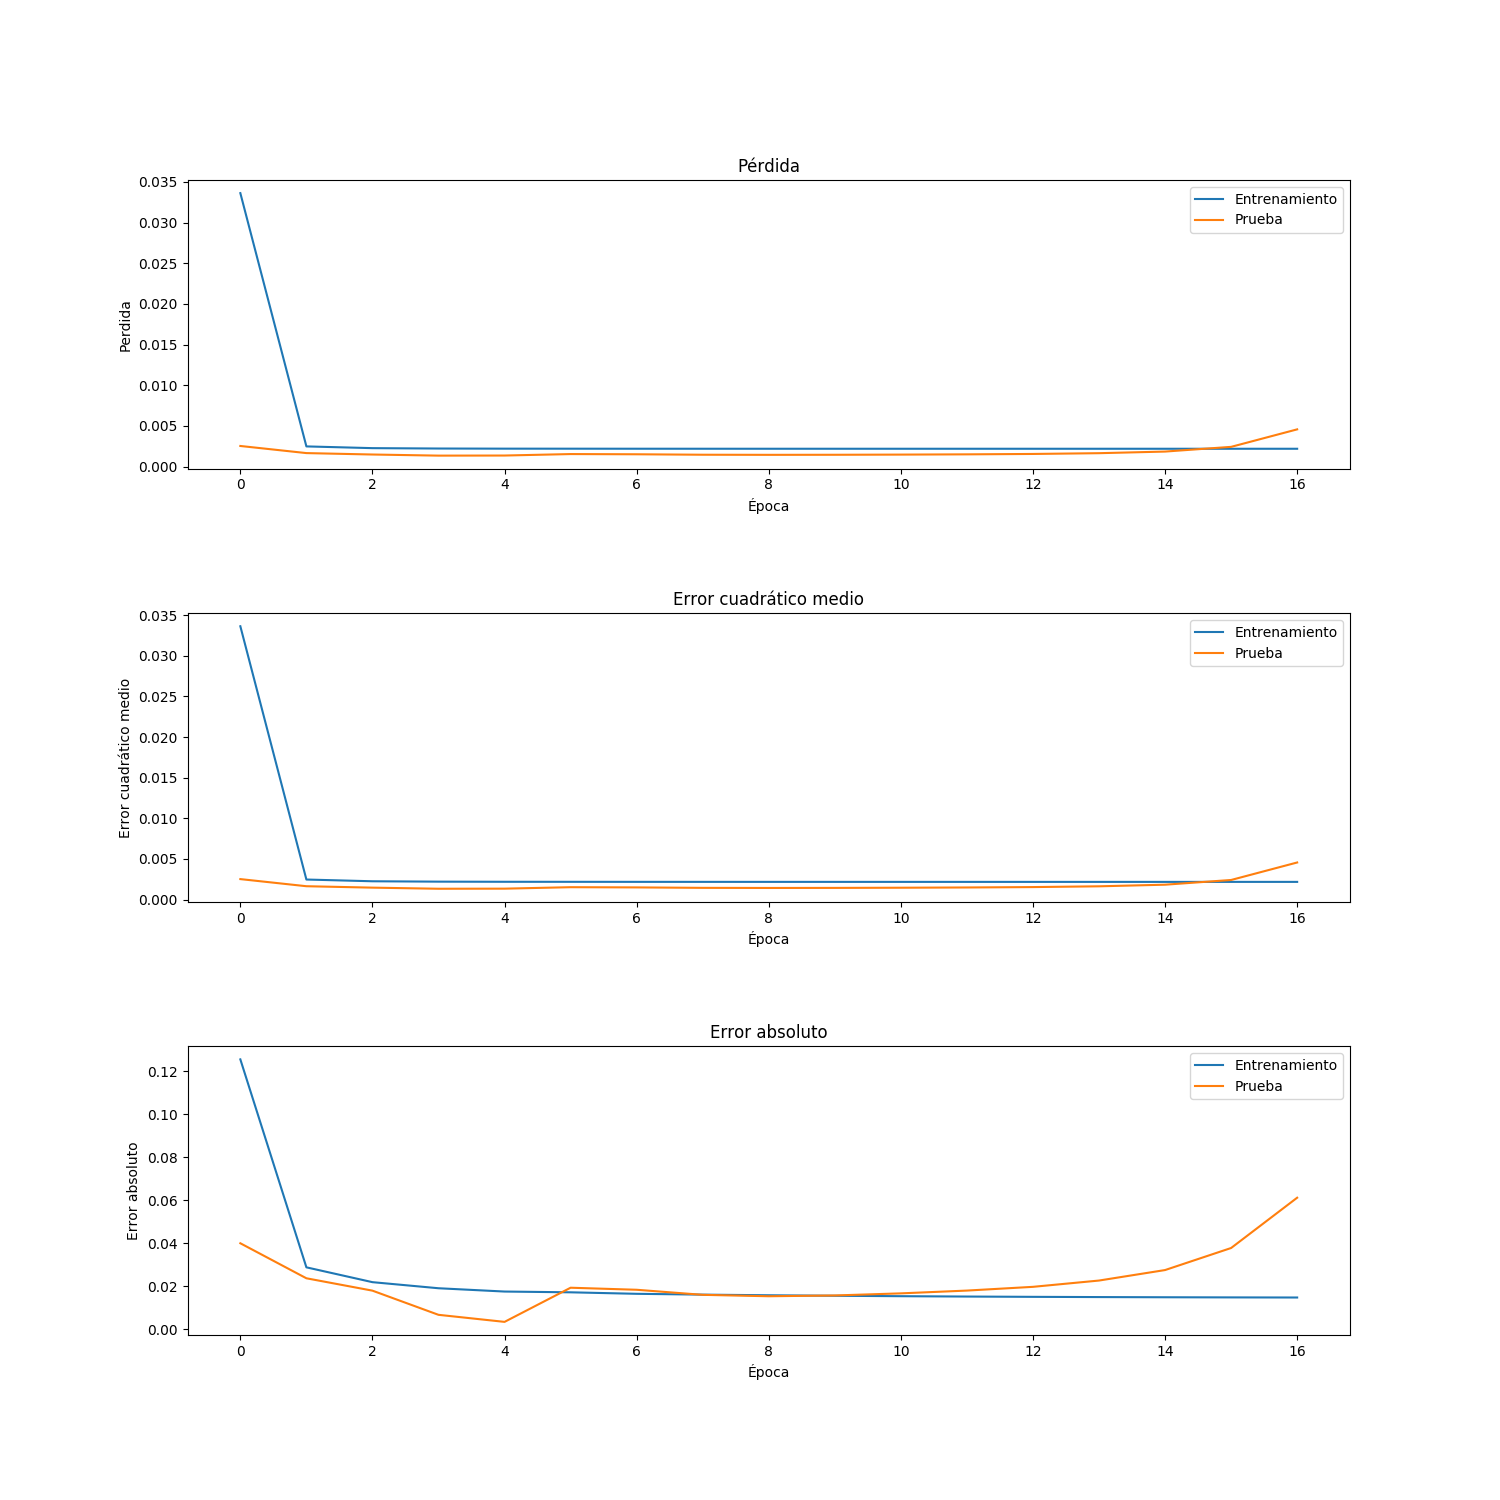 Pérdida
0.035
0.030
0.025
0.020
0.015
0.010
0.005
0.000
Perdida
Entrenamiento
Prueba
0 2 4 6 8 10 12 14 16
Época
Error cuadrático medio
0.035
0.030
0.025
0.020
0.015
0.010
0.005
0.000
Error cuadrático medio
Entrenamiento
Prueba
0 2 4 6 8 10 12 14 16
Época
Error absoluto
0.12
0.10
0.08
0.06
0.04
0.02
0.00
Error absoluto
Entrenamiento
Prueba
0 2 4 6 8 10 12 14 16
Época